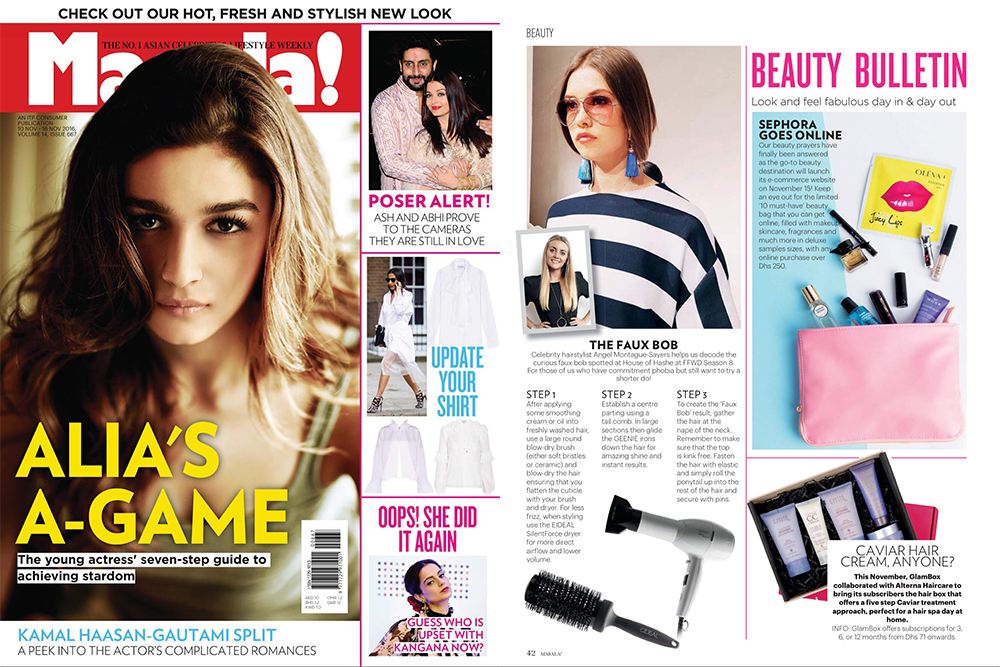 CHECK OUT OUR HOT, FRESH AND STYLISH NEW LOOK
THE NO. 1 ASIAN CELEBRITY LIFESTYLE WEEKLY
Masala!
AN ITP CONSUMER
PUBLICATION
10 NOV - 16 NOV 2016,
VOLUME 14, ISSUE 667
ALIA'S
A-GAME
The young actress' seven-step guide to
achieving stardom
AED 10
BHD 1.2
KWD 1.0
OMR 1.2
QAR 12
KAMAL HAASAN-GAUTAMI SPLIT
A PEEK INTO THE ACTOR'S COMPLICATED ROMANCES
POSER ALERT!
ASH AND ABHI PROVE
TO THE CAMERAS
THEY ARE STILL IN LOVE
UPDATE
YOUR
SHIRT
OOPS! SHE DID
IT AGAIN
GUESS WHO IS
UPSET WITH
KANGANA NOW?
BEAUTY
THE FAUX BOB
Celebrity hairstylist Angel Montague-Sayers helps us decode the
curious faux bob spotted at House of Hashe at FFWD Season 8.
For those of us who have commitment phobia but still want to try a
shorter do!
STEP 1
After applying
some smoothing
cream or oil into
freshly washed hair,
use a large round
blow-dry brush
(either soft bristles
or ceramic) and
blow-dry the hair
ensuring that you
flatten the cuticle
with your brush
and dryer. For less
frizz, when styling
use the EIDEAL
SilentForce dryer
for more direct
airflow and lower
volume.
STEP 2
Establish a centre
parting using a
tail comb. In large
sections then glide
the GEENIE irons
down the hair for
amazing shine and
instant results.
STEP 3
To create the 'Faux
Bob' result; gather
the hair at the
nape of the neck.
Remember to make
sure that the top
is kink free. Fasten
the hair with elastic
and simply roll the
ponytail up into the
rest of the hair and
secure with pins.
EIDEAL
42 MASALA!
BEAUTY BULLETIN
Look and feel fabulous day in & day out
SEPHORA
GOES ONLINE
Our beauty prayers have
finally been answered
as the go-to beauty
destination will launch
its e-commerce website
on November 15! Keep
an eye out for the limited
'10 must-have' beauty
bag that you can get
online, filled with makeup,
skincare, fragrances and
much more in deluxe
samples sizes, with any
online purchase over
Dhs 250.
OLÉVA
Juicy Lips
CC
CAVIAR HAIR
CREAM, ANYONE?
This November, GlamBox
collaborated with Alterna Haircare to
bring its subscribers the hair box that
offers a five step Caviar treatment
approach, perfect for a hair spa day at
home.
INFO: GlamBox offers subscriptions for 3,
6, or 12 months from Dhs 71 onwards.